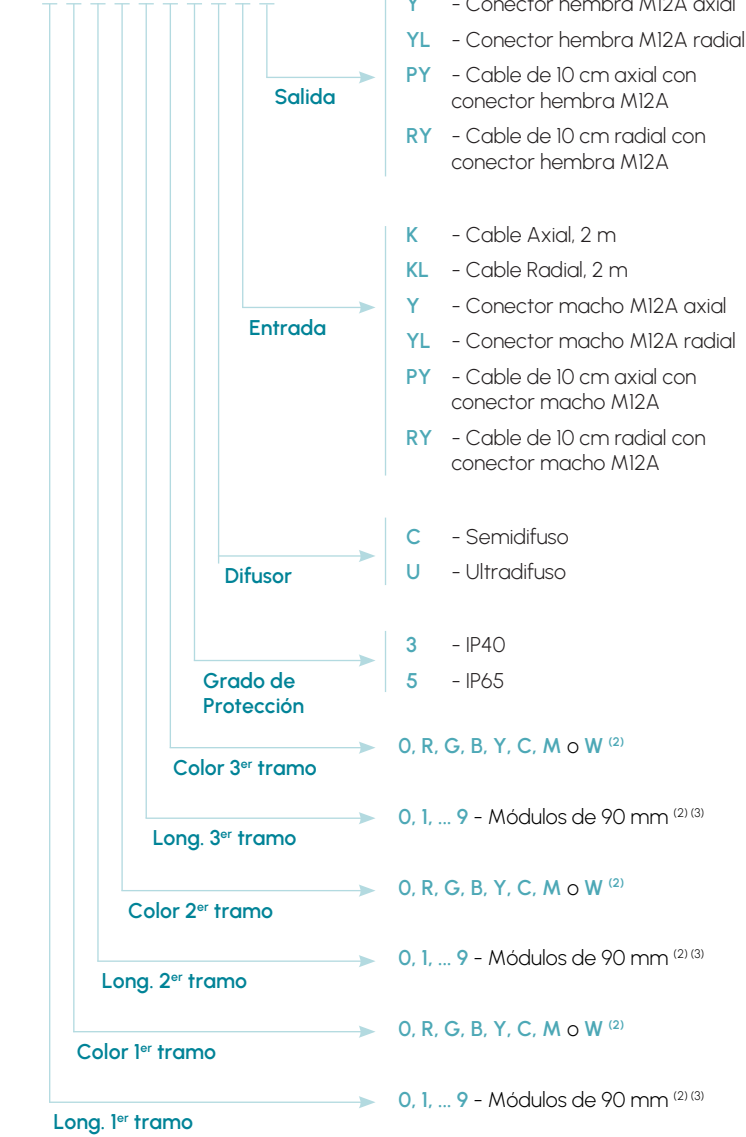 Y - Conector hembra M12A axial
YL - Conector hembra M12A radial
PY - Cable de 10 cm axial con
conector hembra M12A
Salida
RY - Cable de 10 cm radial con
conector hembra M12A
K - Cable Axial, 2 m
KL - Cable Radial, 2 m
Y - Conector macho M12A axial
Entrada
YL - Conector macho M12A radial
PY - Cable de 10 cm axial con
conector macho M12A
RY - Cable de 10 cm radial con
conector macho M12A
C - Semidifuso
U - Ultradifuso
Difusor
3 - IP40
5 - IP65
Grado de
Protección
0, R, G, B, Y, C, M o W (2)
Color 3er tramo
0, 1, ... 9 - Módulos de 90 mm (2) (3)
Long. 3er tramo
0, R, G, B, Y, C, M o W (2)
Color 2er tramo
0, 1, ... 9 - Módulos de 90 mm (2) (3)
Long. 2er tramo
0, R, G, B, Y, C, M o W (2)
Color 1er tramo
0, 1, ... 9 - Módulos de 90 mm (2) (3)
Long. 1er tramo